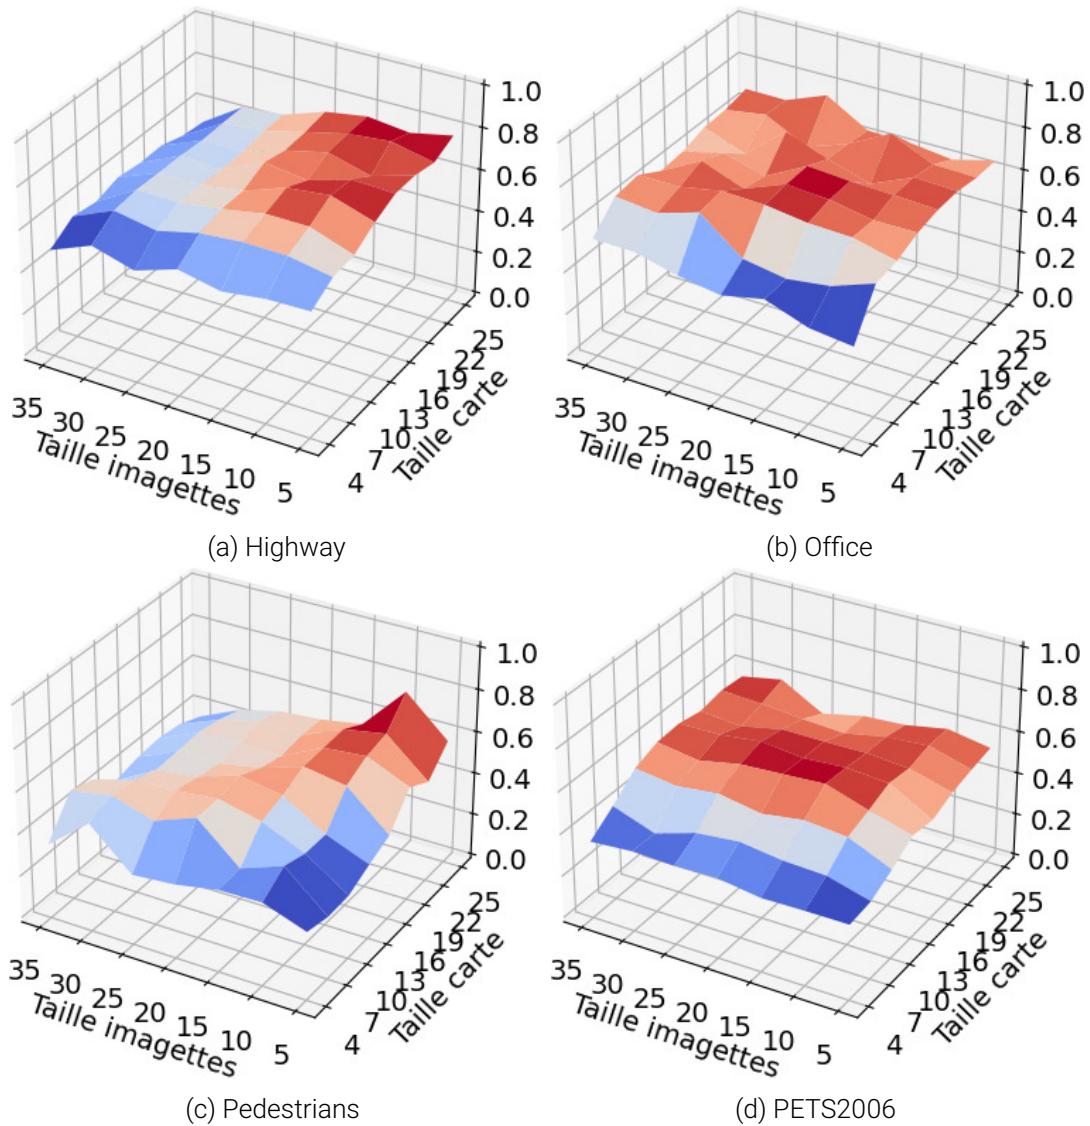 1.0
0.8
0.6
0.4
0.2
0.0
35 30 25 20 15 10 5
Taille imagettes
4 7 10 13 16 19 22 25
Taille carte
(a) Highway
1.0
0.8
0.6
0.4
0.2
0.0
35 30 25 20 15 10 5
Taille imagettes
4 7 10 13 16 19 22 25
Taille carte
(b) Office
1.0
0.8
0.6
0.4
0.2
0.0
35 30 25 20 15 10 5
Taille imagettes
4 7 10 13 16 19 22 25
Taille carte
(c) Pedestrians
1.0
0.8
0.6
0.4
0.2
0.0
35 30 25 20 15 10 5
Taille imagettes
4 7 10 13 16 19 22 25
Taille carte
(d) PETS2006